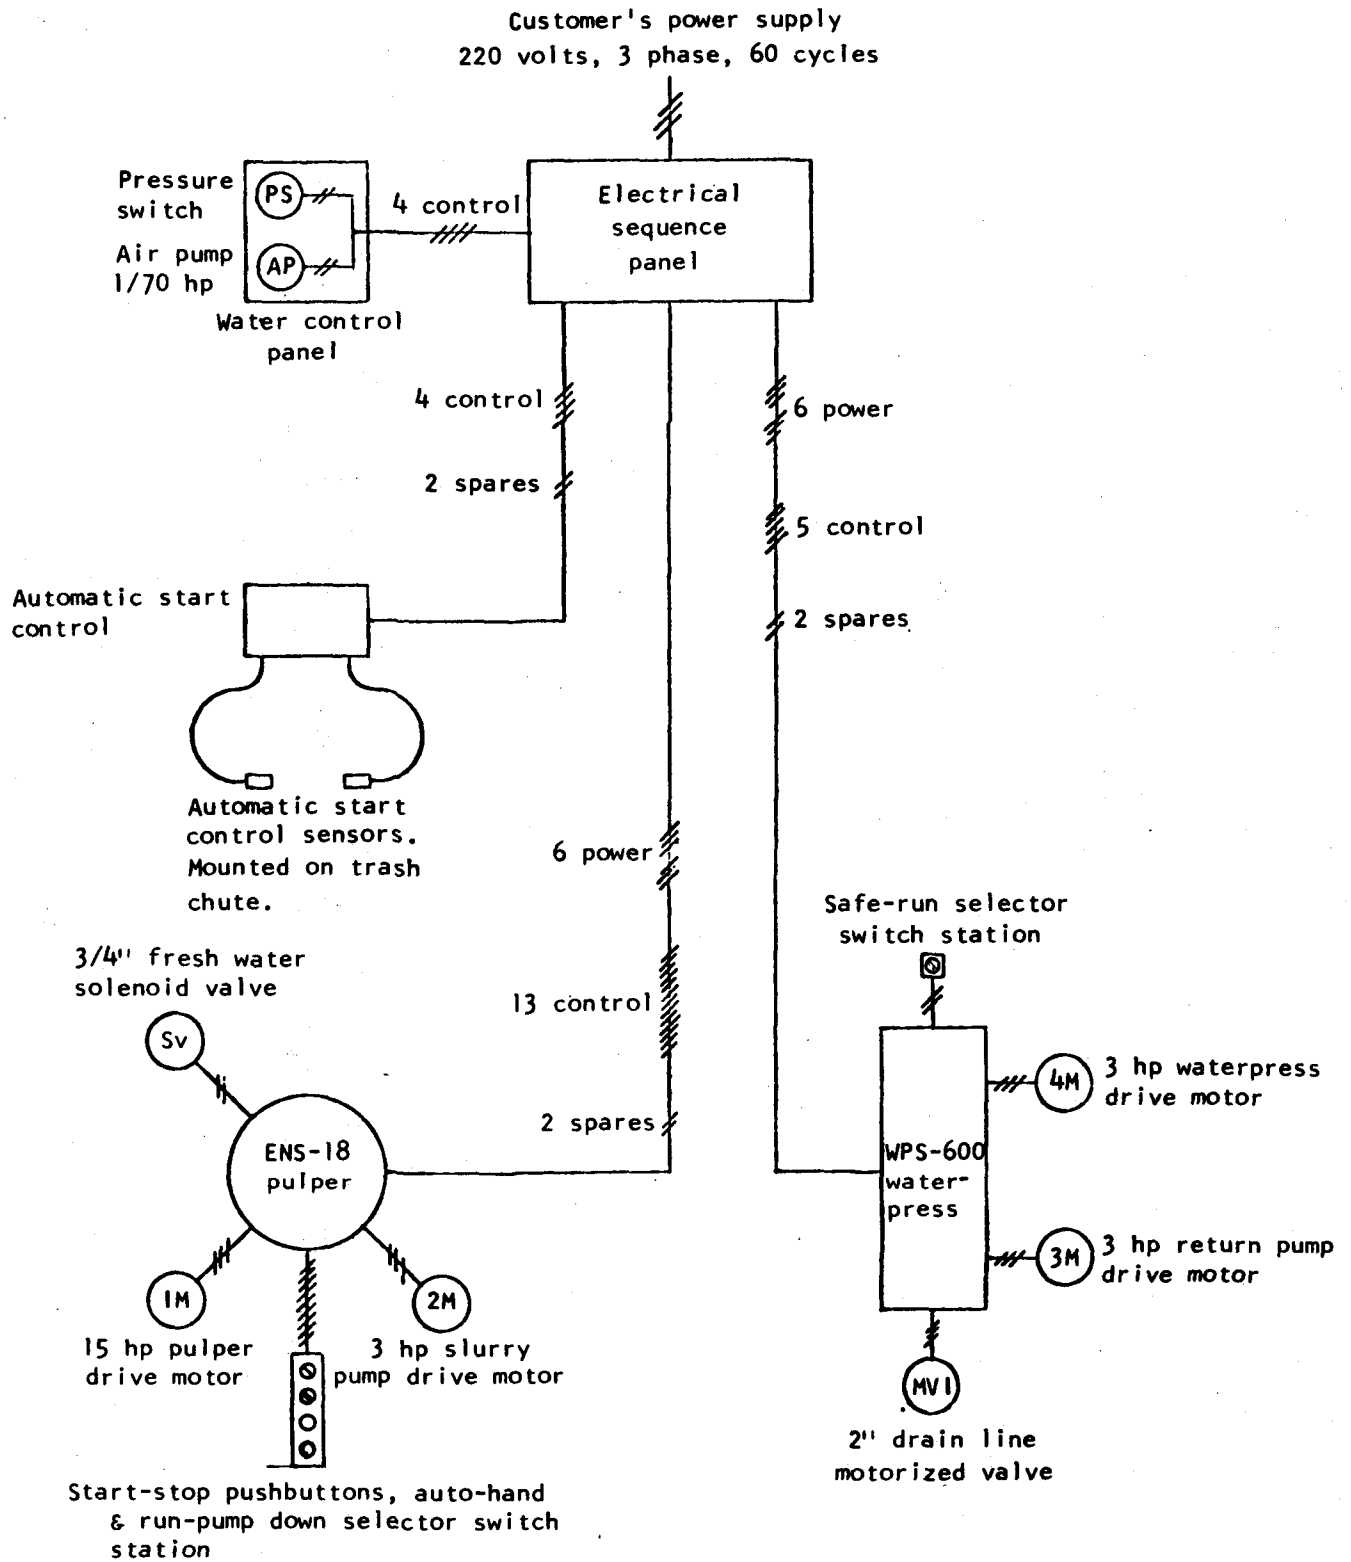 Customer's power supply
220 volts, 3 phase, 60 cycles
Pressure
switch
PS
Air pump
1/70 hp
AP
Water control
panel
4 control
Electrical
sequence
panel
4 control
2 spares
6 power
5 control
2 spares
Automatic start
control
Automatic start
control sensors.
Mounted on trash
chute.
6 power
13 control
2 spares
3/4" fresh water
solenoid valve
Sv
ENS-18
pulper
1M
15 hp pulper
drive motor
2M
3 hp slurry
pump drive motor
Start-stop pushbuttons, auto-hand
& run-pump down selector switch
station
Safe-run selector
switch station
WPS-600
water-
press
4M
3 hp waterpress
drive motor
3M
3 hp return pump
drive motor
MV1
2" drain line
motorized valve